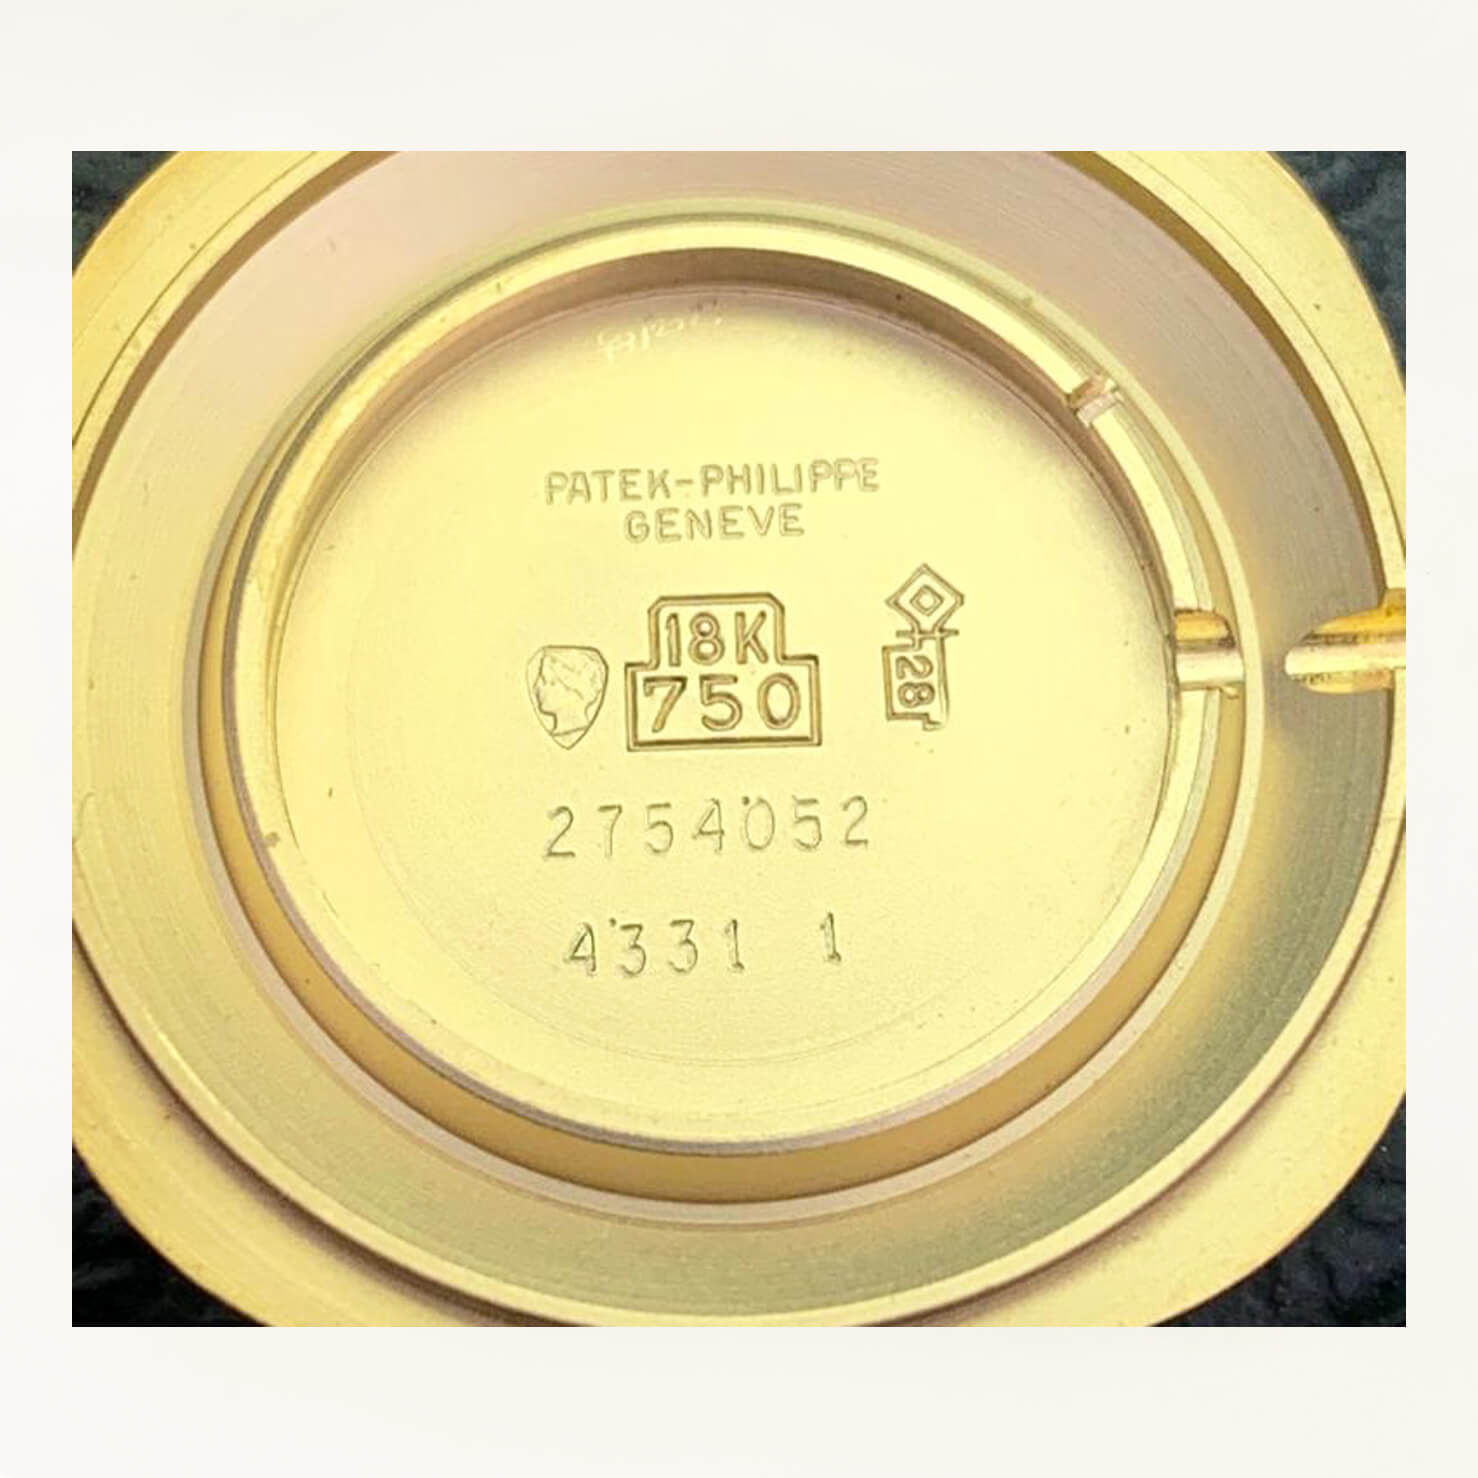 PATEK-PHILIPPE
GENEVE
18K
750
28
2754052
4331 1